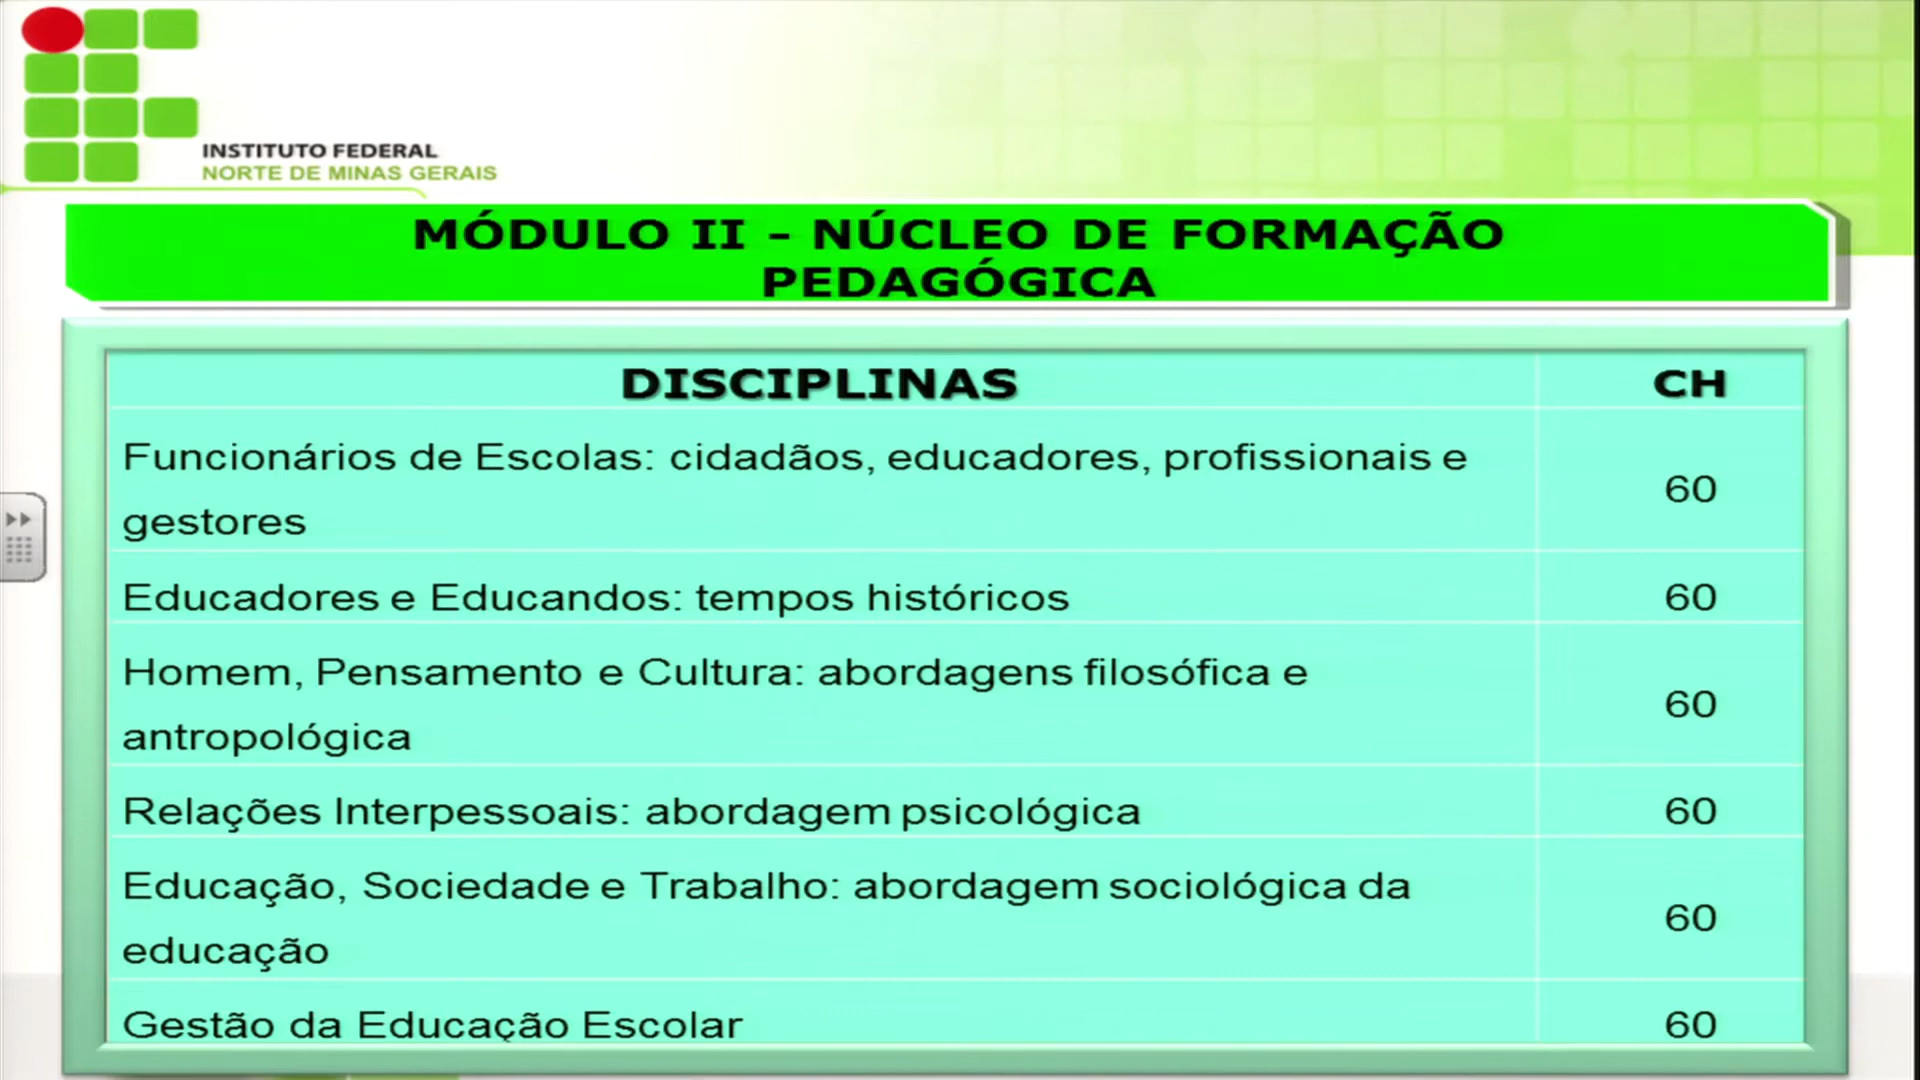 INSTITUTO FEDERAL
NORTE DE MINAS GERAIS
MÓDULO II - NÚCLEO DE FORMAÇÃO
PEDAGÓGICA
DISCIPLINAS CH
Funcionários de Escolas: cidadãos, educadores, profissionais e
gestores 60
Educadores e Educandos: tempos históricos 60
Homem, Pensamento e Cultura: abordagens filosófica e
antropológica 60
Relações Interpessoais: abordagem psicológica 60
Educação, Sociedade e Trabalho: abordagem sociológica da
educação 60
Gestão da Educação Escolar 60